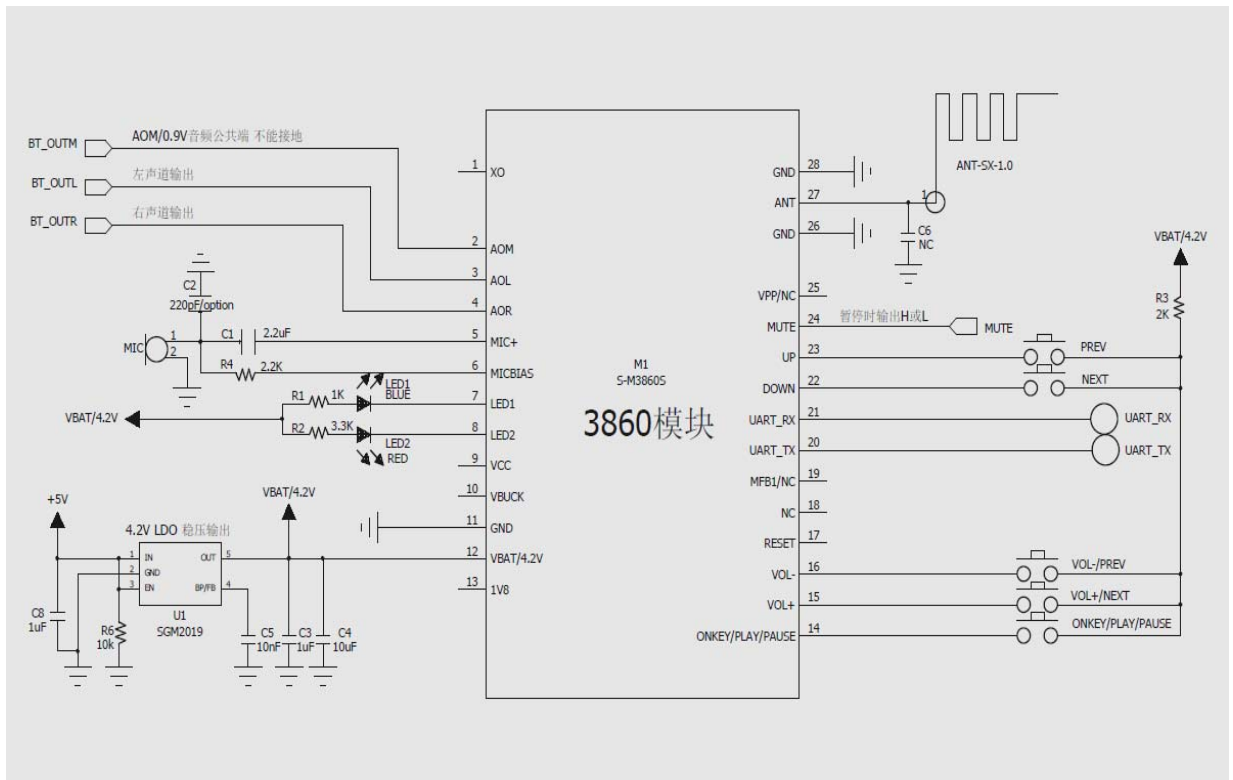 ANT-SX-1.0
BT_OUTM
AOM/0.9V音频公共端 不能接地
BT_OUTL
左声道输出
BT_OUTR
右声道输出
1 XO
2 AOM
3 AOL
4 AOR
5 MIC+
6 MICBIAS
7 LED1
8 LED2
9 VCC
10 VBUCK
11 GND
12 VBAT/4.2V
13 1V8
M1
S-M3860S
3860模块
GND 28
ANT 27
GND 26
VPP/NC 25
MUTE 24
UP 23
DOWN 22
UART_RX 21
UART_TX 20
MFB1/NC 19
NC 18
RESET 17
VOL- 16
VOL+ 15
ONKEY/PLAY/PAUSE 14
C2
220pF/option
MIC
1
2
C1 2.2uF
R4 2.2K
R1 1K
LED1
BLUE
VBAT/4.2V
R2 3.3K
LED2
RED
+5V
VBAT/4.2V
4.2V LDO 稳压输出
1 IN
2 GND
3 EN
OUT 5
BP/FB 4
U1
SGM2019
C8
1uF
R6
10k
C5
10nF
C3
1uF
C4
10uF
1
C6
NC
VBAT/4.2V
R3
2K
暂停时输出H或L
MUTE
PREV
NEXT
UART_RX
UART_TX
VOL-/PREV
VOL+/NEXT
ONKEY/PLAY/PAUSE